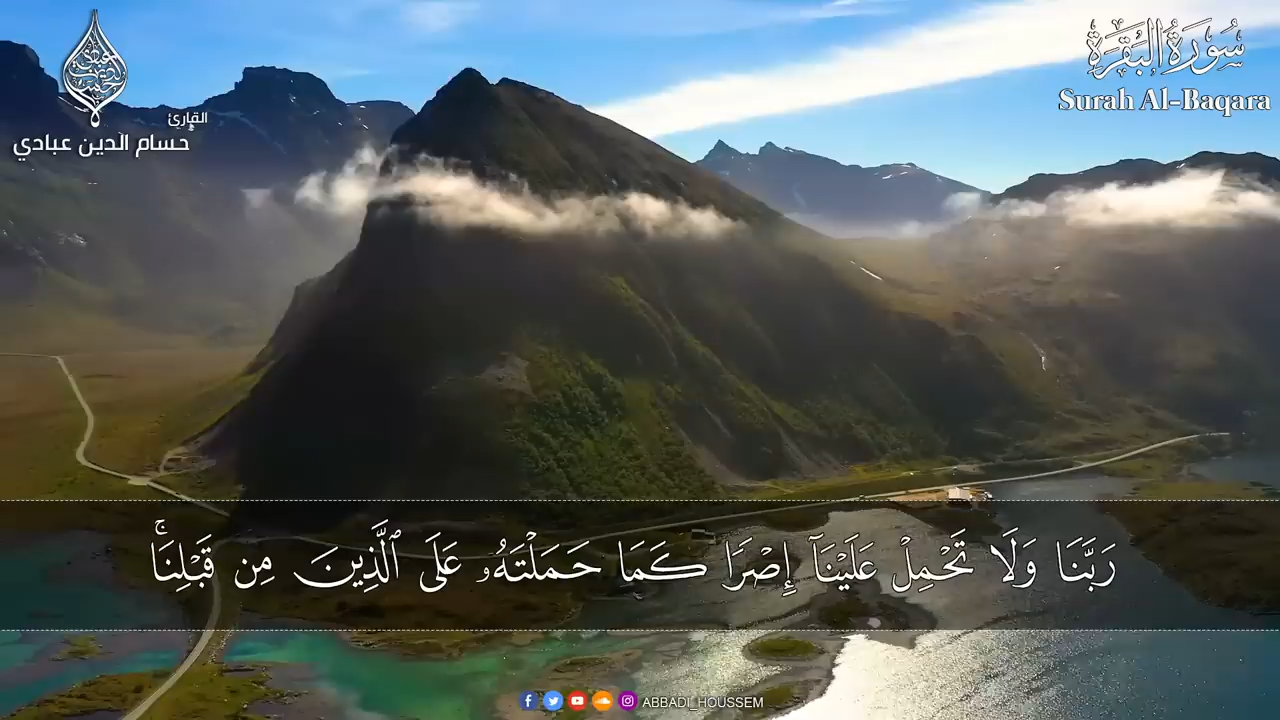 سُورَةُ البَقَرَةِ
Surah Al-Baqara
القارئ
حسام الدين عبادي
رَبَّنَا وَلَا تَحْمِلْ عَلَيْنَآ إِصْرًا كَمَا حَمَلْتَهُۥ عَلَى ٱلَّذِينَ مِن قَبْلِنَاۚ
ABBADI_HOUSSEM